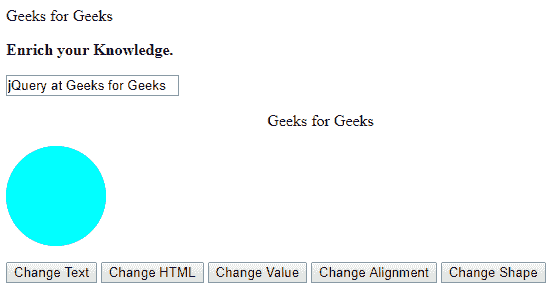 Geeks for Geeks
Enrich your Knowledge.
jQuery at Geeks for Geeks
Geeks for Geeks
Change Text Change HTML Change Value Change Alignment Change Shape